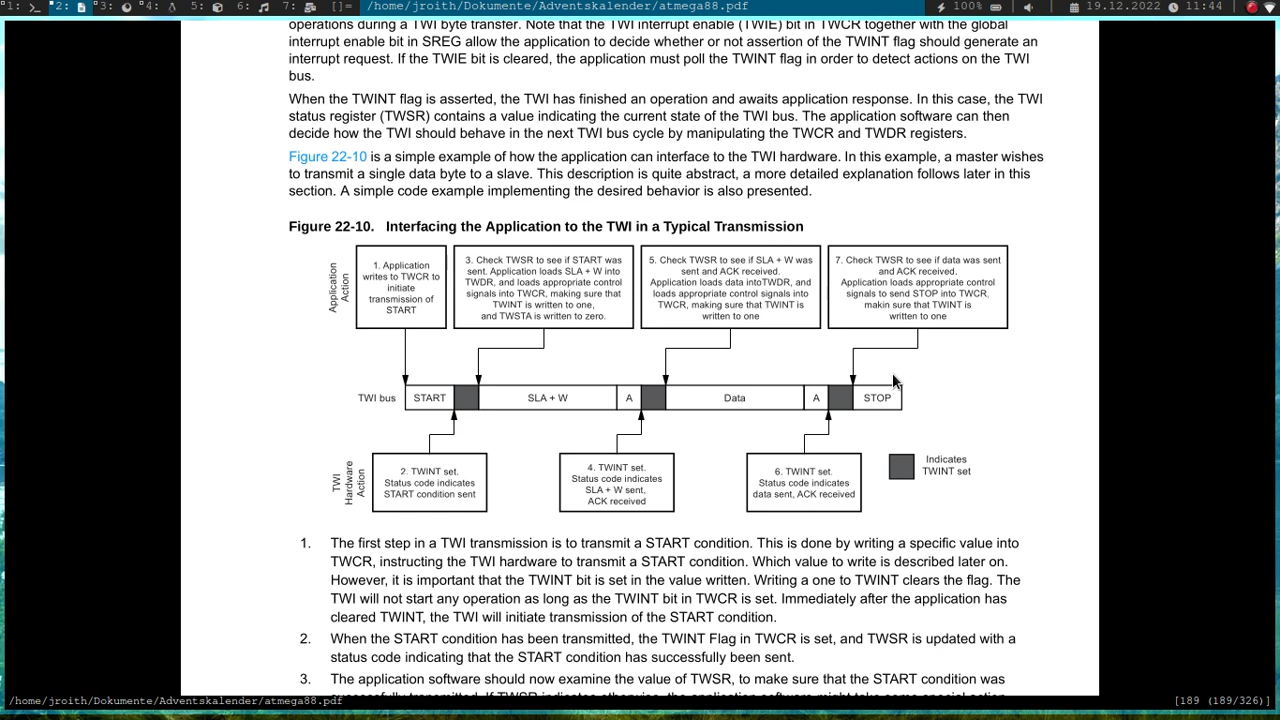 1: 2: 3: 4: 5: 6: 7: []= /home/jroith/Dokumente/Adventskalender/atmega88.pdf 100% 19.12.2022 11:44
operations during a TWI byte transfer. Note that the TWI interrupt enable (TWIE) bit in TWCR together with the global
interrupt enable bit in SREG allow the application to decide whether or not assertion of the TWINT flag should generate an
interrupt request. If the TWIE bit is cleared, the application must poll the TWINT flag in order to detect actions on the TWI
bus.
When the TWINT flag is asserted, the TWI has finished an operation and awaits application response. In this case, the TWI
status register (TWSR) contains a value indicating the current state of the TWI bus. The application software can then
decide how the TWI should behave in the next TWI bus cycle by manipulating the TWCR and TWDR registers.
Figure 22-10 is a simple example of how the application can interface to the TWI hardware. In this example, a master wishes
to transmit a single data byte to a slave. This description is quite abstract, a more detailed explanation follows later in this
section. A simple code example implementing the desired behavior is also presented.
Figure 22-10. Interfacing the Application to the TWI in a Typical Transmission
Application
Action
1. Application
writes to TWCR to
initiate
transmission of
START
3. Check TWSR to see if START was
sent. Application loads SLA + W into
TWDR, and loads appropriate control
signals into TWCR, making sure that
TWINT is written to one,
and TWSTA is written to zero.
5. Check TWSR to see if SLA + W was
sent and ACK received.
Application loads data intoTWDR, and
loads appropriate control signals into
TWCR, making sure that TWINT is
written to one
7. Check TWSR to see if data was sent
and ACK received.
Application loads appropriate control
signals to send STOP into TWCR,
makin sure that TWINT is
written to one
TWI bus START SLA + W A Data A STOP
TWI
Hardware
Action
2. TWINT set.
Status code indicates
START condition sent
4. TWINT set.
Status code indicates
SLA + W sent,
ACK received
6. TWINT set.
Status code indicates
data sent, ACK received
Indicates
TWINT set
1. The first step in a TWI transmission is to transmit a START condition. This is done by writing a specific value into
TWCR, instructing the TWI hardware to transmit a START condition. Which value to write is described later on.
However, it is important that the TWINT bit is set in the value written. Writing a one to TWINT clears the flag. The
TWI will not start any operation as long as the TWINT bit in TWCR is set. Immediately after the application has
cleared TWINT, the TWI will initiate transmission of the START condition.
2. When the START condition has been transmitted, the TWINT Flag in TWCR is set, and TWSR is updated with a
status code indicating that the START condition has successfully been sent.
3. The application software should now examine the value of TWSR, to make sure that the START condition was
/home/jroith/Dokumente/Adventskalender/atmega88.pdf [189 (189/326)]